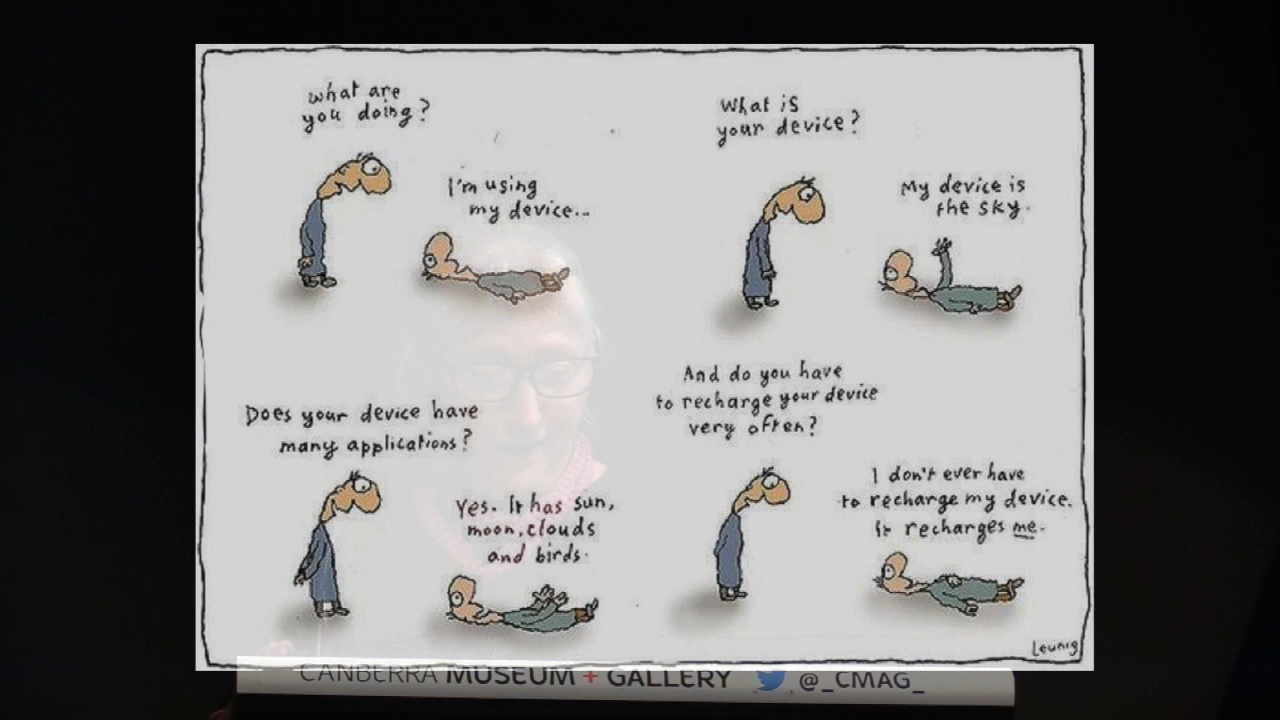 what are
you doing?
I'm using
my device...
What is
your device?
My device is
the sky.
Does your device have
many applications?
Yes. It has sun,
moon, clouds
and birds.
And do you have
to recharge your device
very often?
I don't ever have
to recharge my device.
It recharges me.
Leunig
CANBERRA MUSEUM + GALLERY @_CMAG_